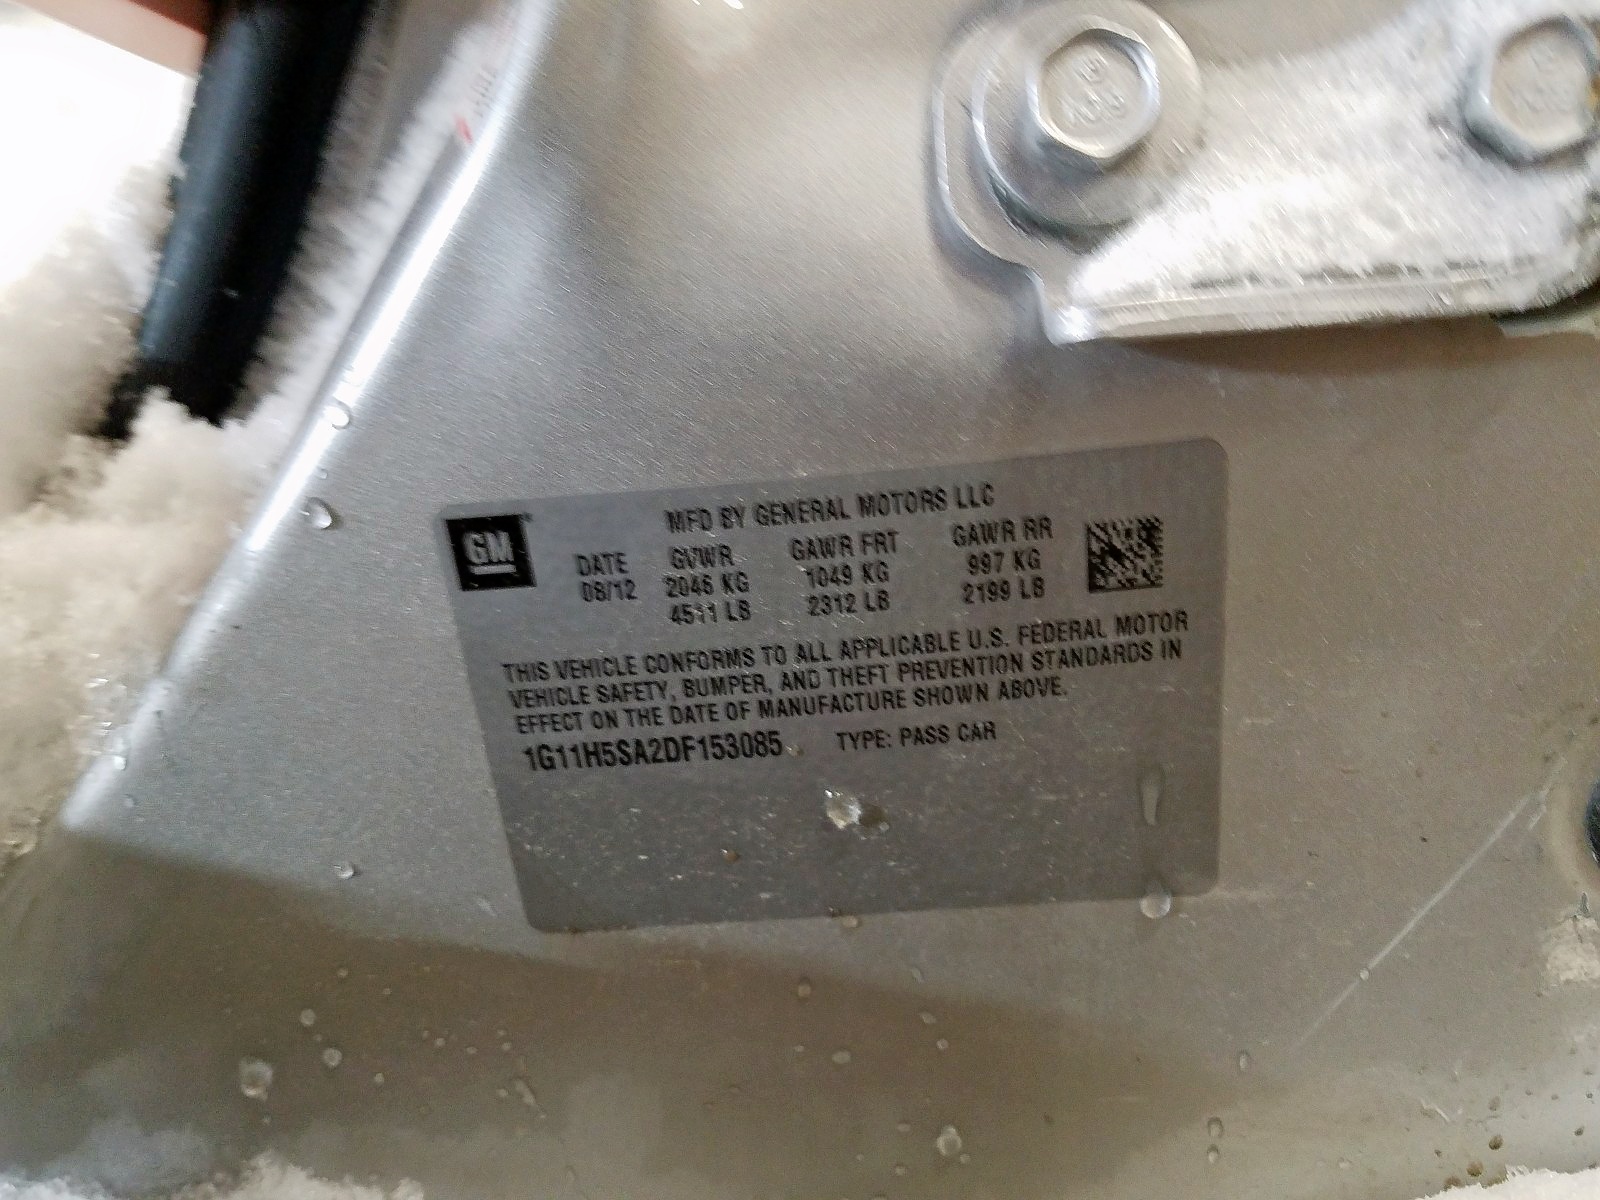 GM
MFD BY GENERAL MOTORS LLC
DATE GVWR GAWR FRT GAWR RR
08/12 2046 KG 1049 KG 997 KG
4511 LB 2312 LB 2199 LB
THIS VEHICLE CONFORMS TO ALL APPLICABLE U.S. FEDERAL MOTOR
VEHICLE SAFETY, BUMPER, AND THEFT PREVENTION STANDARDS IN
EFFECT ON THE DATE OF MANUFACTURE SHOWN ABOVE.
1G11H5SA2DF153085 TYPE: PASS CAR